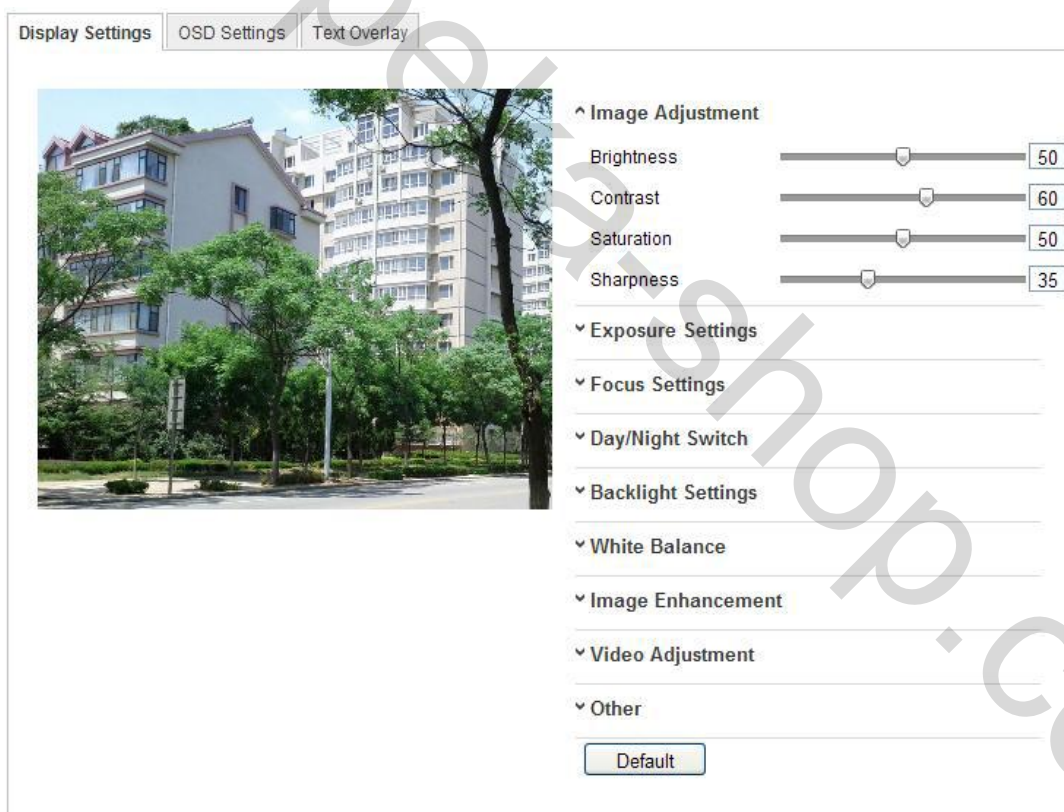 Display Settings
OSD Settings
Text Overlay
Image Adjustment
Brightness 50
Contrast 60
Saturation 50
Sharpness 35
Exposure Settings
Focus Settings
Day/Night Switch
Backlight Settings
White Balance
Image Enhancement
Video Adjustment
Other
Default